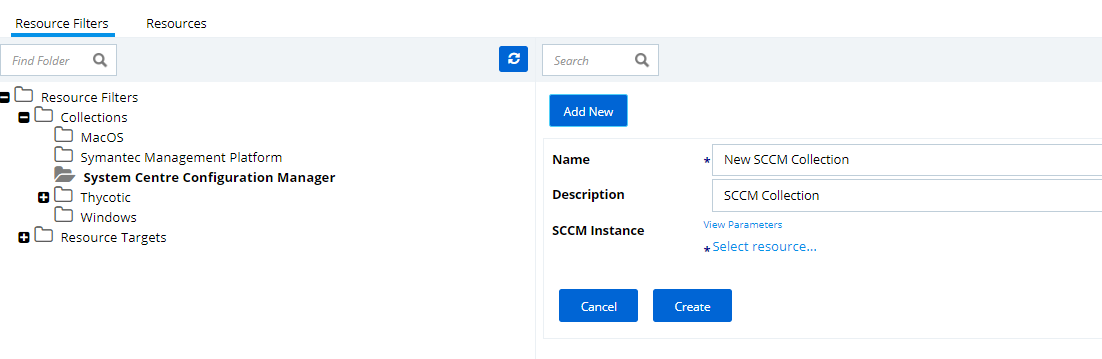 Resource Filters Resources
Find Folder
Search
Resource Filters
Collections
MacOS
Symantec Management Platform
System Centre Configuration Manager
Thycotic
Windows
Resource Targets
Add New
Name * New SCCM Collection
Description SCCM Collection
SCCM Instance View Parameters
* Select resource...
Cancel Create